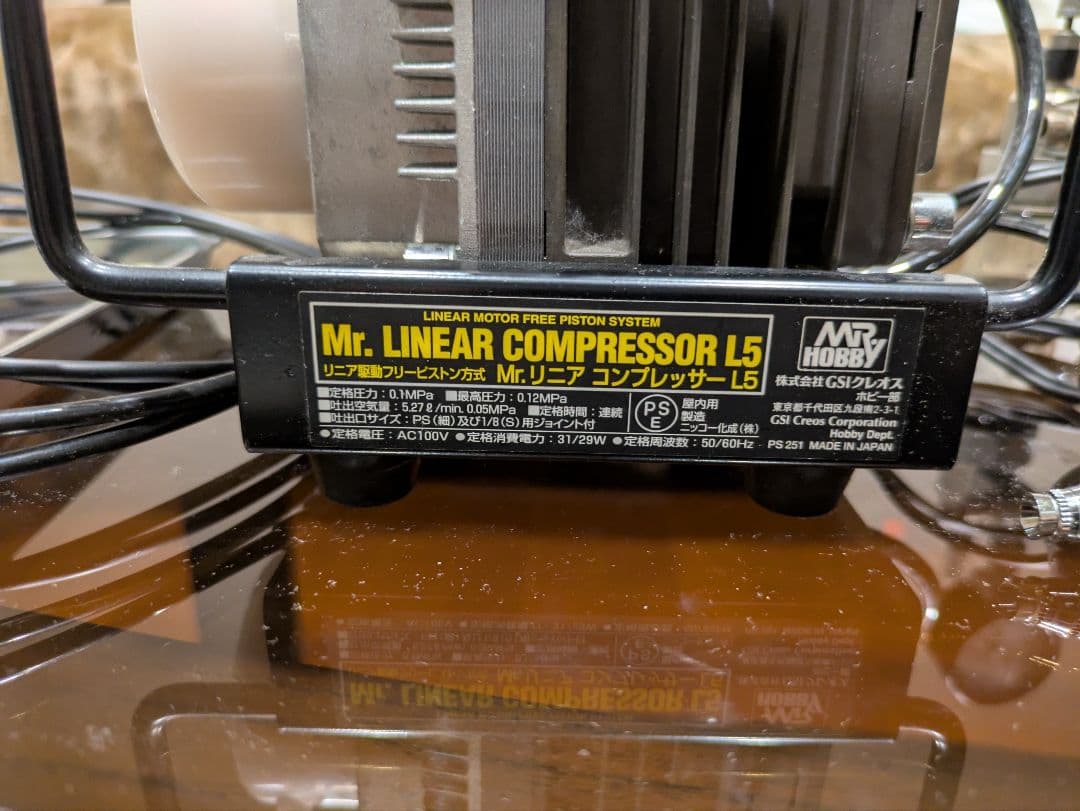 LINEAR MOTOR FREE PISTON SYSTEM
Mr. LINEAR COMPRESSOR L5
リニア駆動フリーピストン方式 Mr.リニア コンプレッサー L5
■定格圧力:0.1MPa ■最高圧力:0.12MPa
■吐出空気量:5.27ℓ/min, 0.05MPa ■定格時間:連続
■吐出口サイズ:PS(細)及び1/8(S)用ジョイント付
●定格電圧:AC100V ●定格消費電力:31/29W ●定格周波数:50/60Hz
PS
E
屋内用
製造
ニッコー化成(株)
MR
HOBBY
株式会社GSIクレオス
ホビー部
東京都千代田区九段南2-3-1
GSI Creos Corporation
Hobby Dept.
PS 251 MADE IN JAPAN